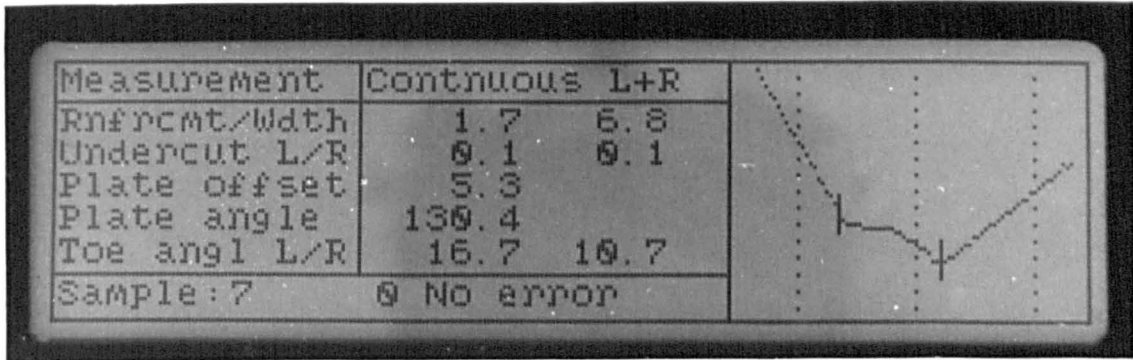 Measurement Contnuous L+R
Rnfrcmt/Wdth 1.7 6.8
Undercut L/R 0.1 0.1
Plate offset 5.3
Plate angle 130.4
Toe angl L/R 16.7 10.7
Sample:7 0 No error